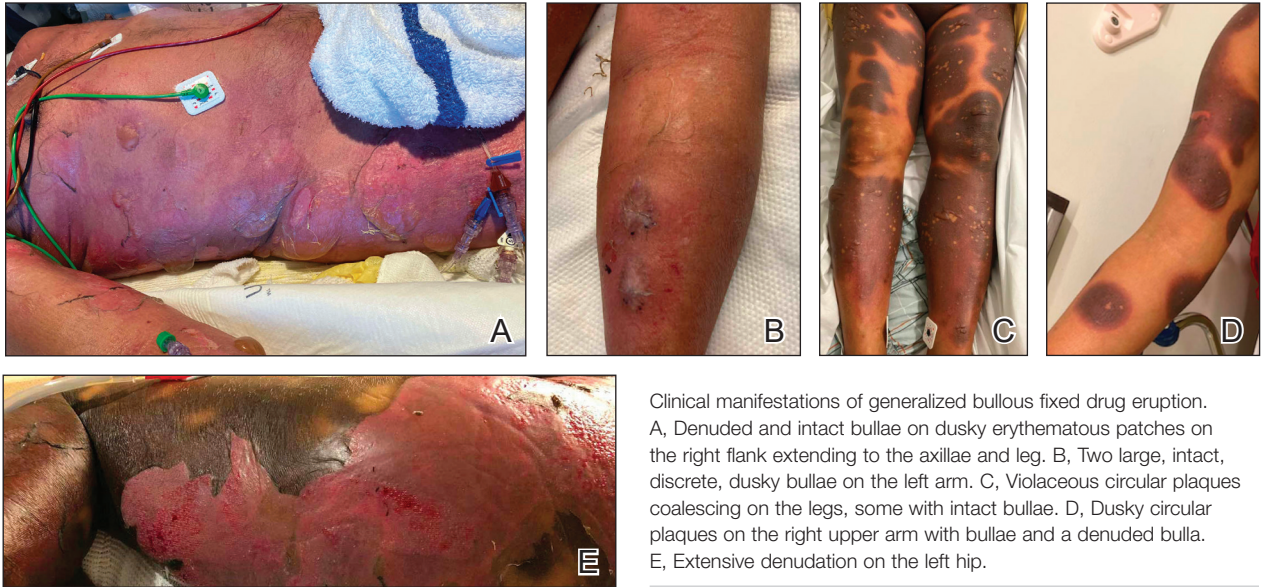 A
B
C
D
E
Clinical manifestations of generalized bullous fixed drug eruption.
A, Denuded and intact bullae on dusky erythematous patches on
the right flank extending to the axillae and leg. B, Two large, intact,
discrete, dusky bullae on the left arm. C, Violaceous circular plaques
coalescing on the legs, some with intact bullae. D, Dusky circular
plaques on the right upper arm with bullae and a denuded bulla.
E, Extensive denudation on the left hip.